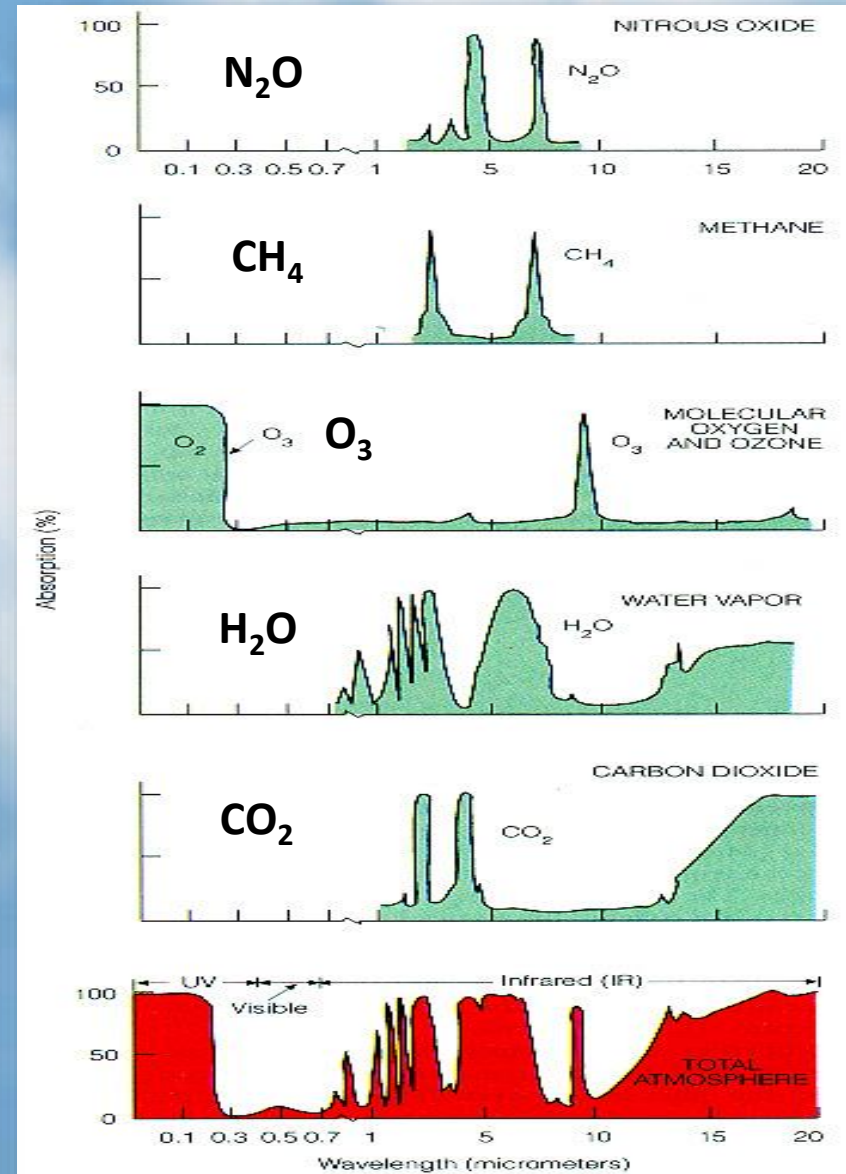 100
NITROUS OXIDE
N₂O
N₂O
50
0
0.1 0.3 0.5 0.7 1 5 10 15 20
METHANE
CH₄
CH₄
MOLECULAR
OXYGEN
AND OZONE
O₂
O₃
O₃
O₃
Absorption (%)
WATER VAPOR
H₂O
H₂O
CARBON DIOXIDE
CO₂
CO₂
UV
Visible
Infrared (IR)
100
50
0
TOTAL
ATMOSPHERE
0.1 0.3 0.5 0.7 1 5 10 15 20
Wavelength (micrometers)